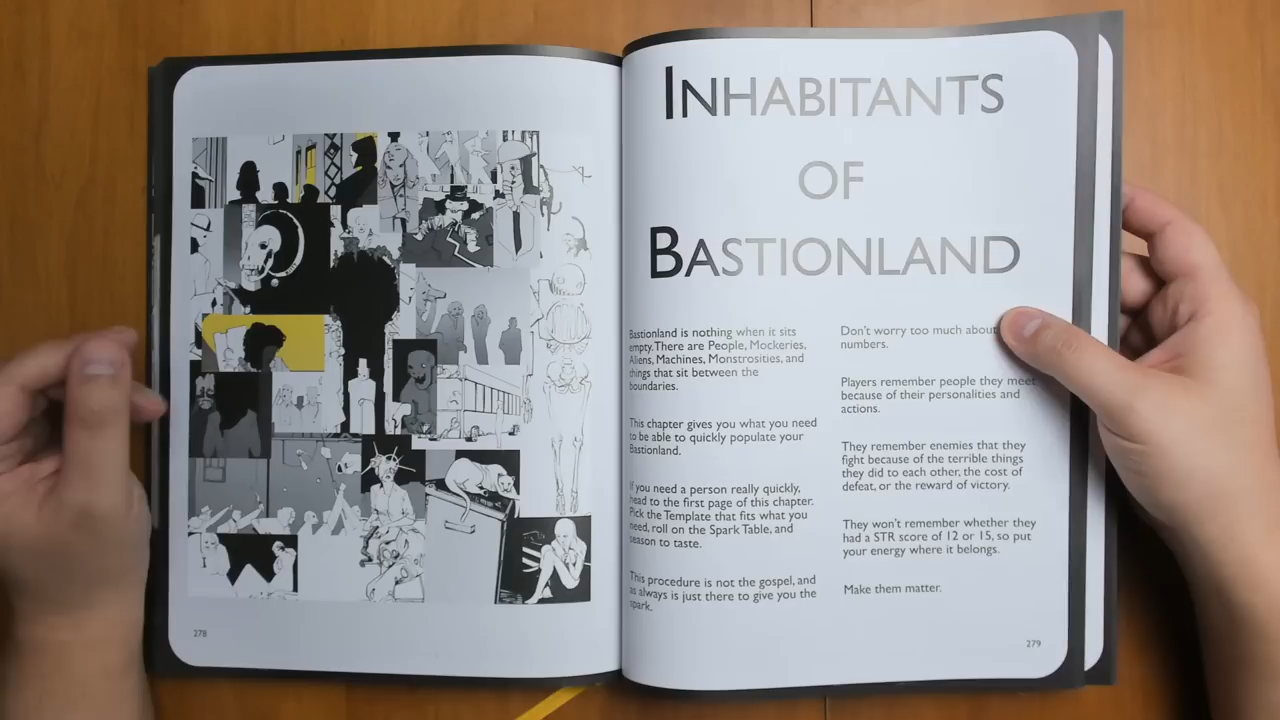 INHABITANTS
OF
BASTIONLAND
Bastionland is nothing when it sits
empty. There are People, Mockeries,
Aliens, Machines, Monstrosities, and
things that sit between the
boundaries.
This chapter gives you what you need
to be able to quickly populate your
Bastionland.
If you need a person really quickly,
head to the first page of this chapter.
Pick the Template that fits what you
need, roll on the Spark Table, and
season to taste.
This procedure is not the gospel, and
as always is just there to give you the
spark.
Don't worry too much about
numbers.
Players remember people they meet
because of their personalities and
actions.
They remember enemies that they
fight because of the terrible things
they did to each other, the cost of
defeat, or the reward of victory.
They won't remember whether they
had a STR score of 12 or 15, so put
your energy where it belongs.
Make them matter.
278
279